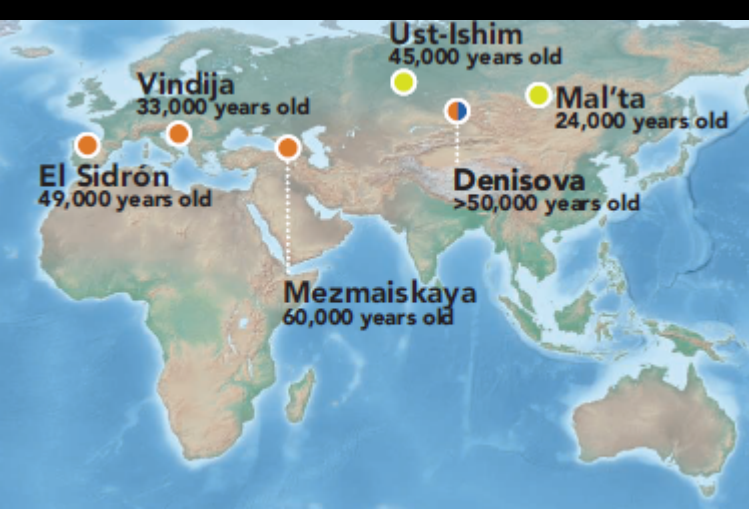 Ust-Ishim
45,000 years old
Vindija
33,000 years old
Mal'ta
24,000 years old
El Sidrón
49,000 years old
Denisova
>50,000 years old
Mezmaiskaya
60,000 years old